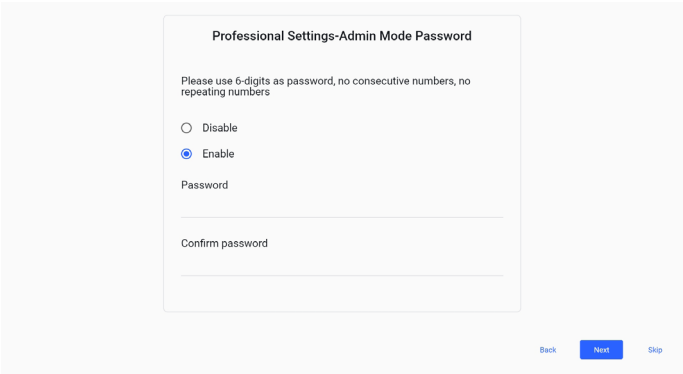 Professional Settings-Admin Mode Password
Please use 6-digits as password, no consecutive numbers, no
repeating numbers
Disable
Enable
Password
Confirm password
Back
Next
Skip